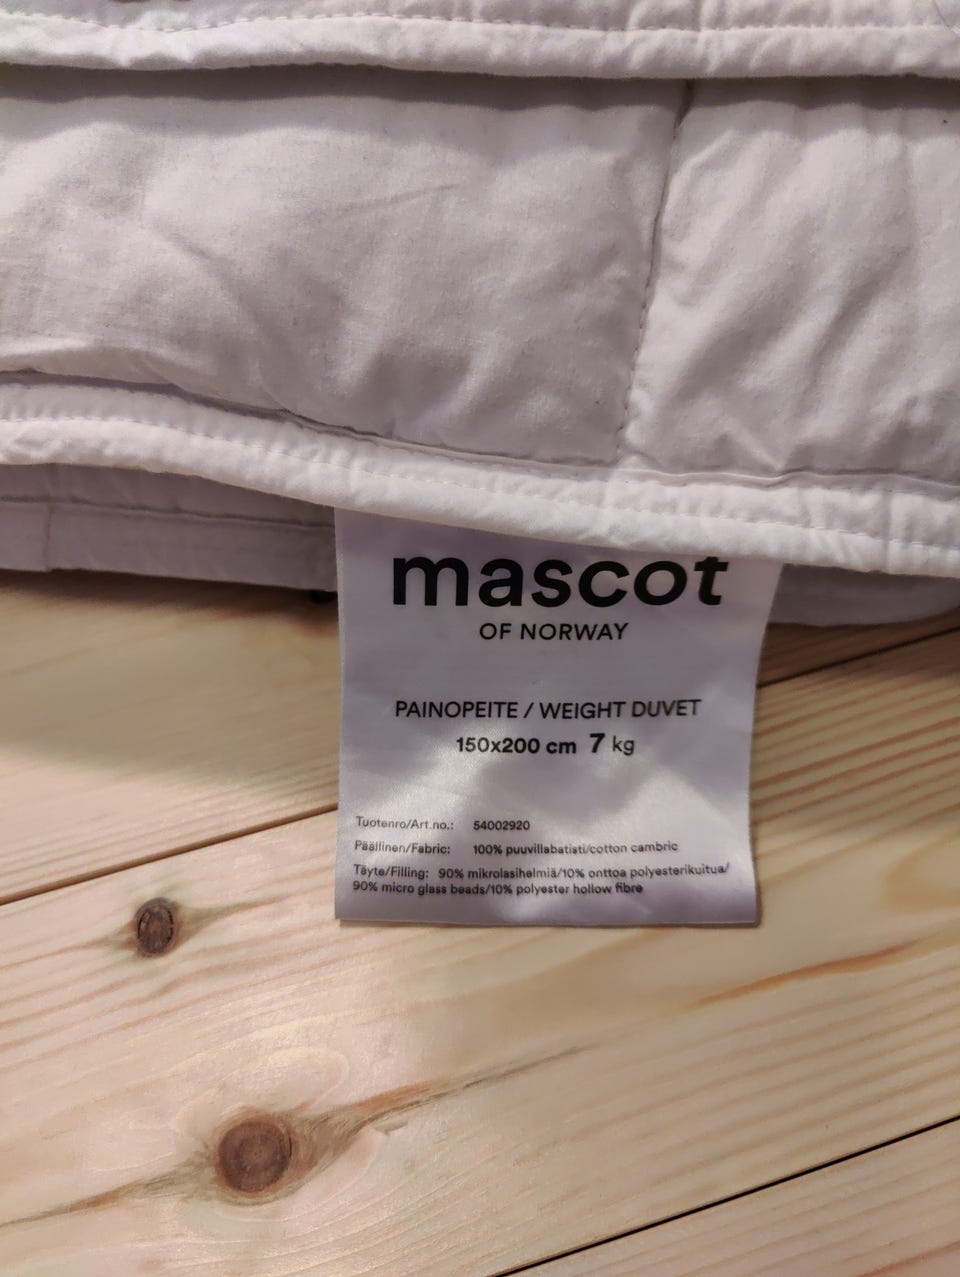 mascot
OF NORWAY
PAINOPEITE / WEIGHT DUVET
150x200 cm 7 kg
Tuotenro/Art.no.: 54002920
Päällinen/Fabric: 100% puuvillabatisti/cotton cambric
Täyte/Filling: 90% mikrolasihelmiä/10% onttoa polyesterikuitua/
90% micro glass beads/10% polyester hollow fibre